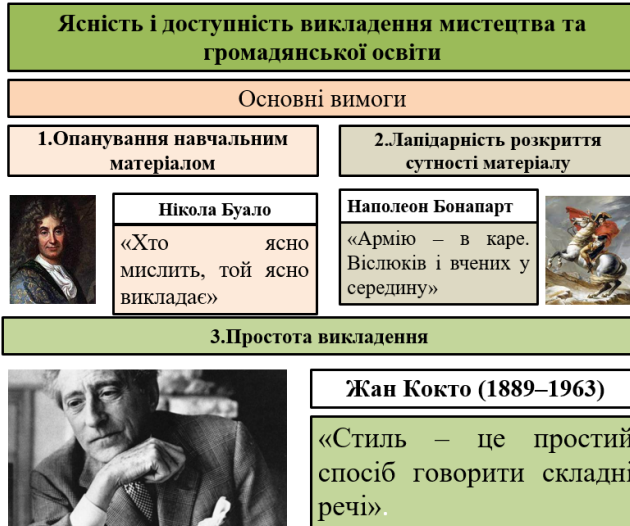 Ясність і доступність викладення мистецтва та
громадянської освіти
Основні вимоги
1.Опанування навчальним
матеріалом
2.Лапідарність розкриття
сутності матеріалу
Нікола Буало
«Хто ясно
мислить, той ясно
викладає»
Наполеон Бонапарт
«Армію – в каре.
Віслюків і вчених у
середину»
3.Простота викладення
Жан Кокто (1889–1963)
«Стиль – це простий
спосіб говорити складні
речі».